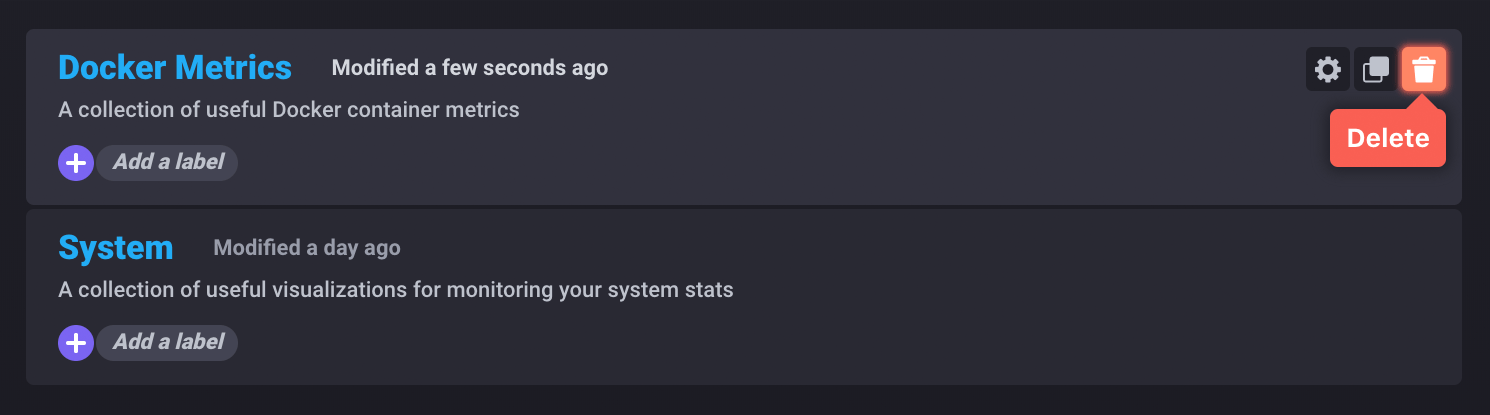 Docker Metrics Modified a few seconds ago
A collection of useful Docker container metrics
Add a label
Delete
System Modified a day ago
A collection of useful visualizations for monitoring your system stats
Add a label